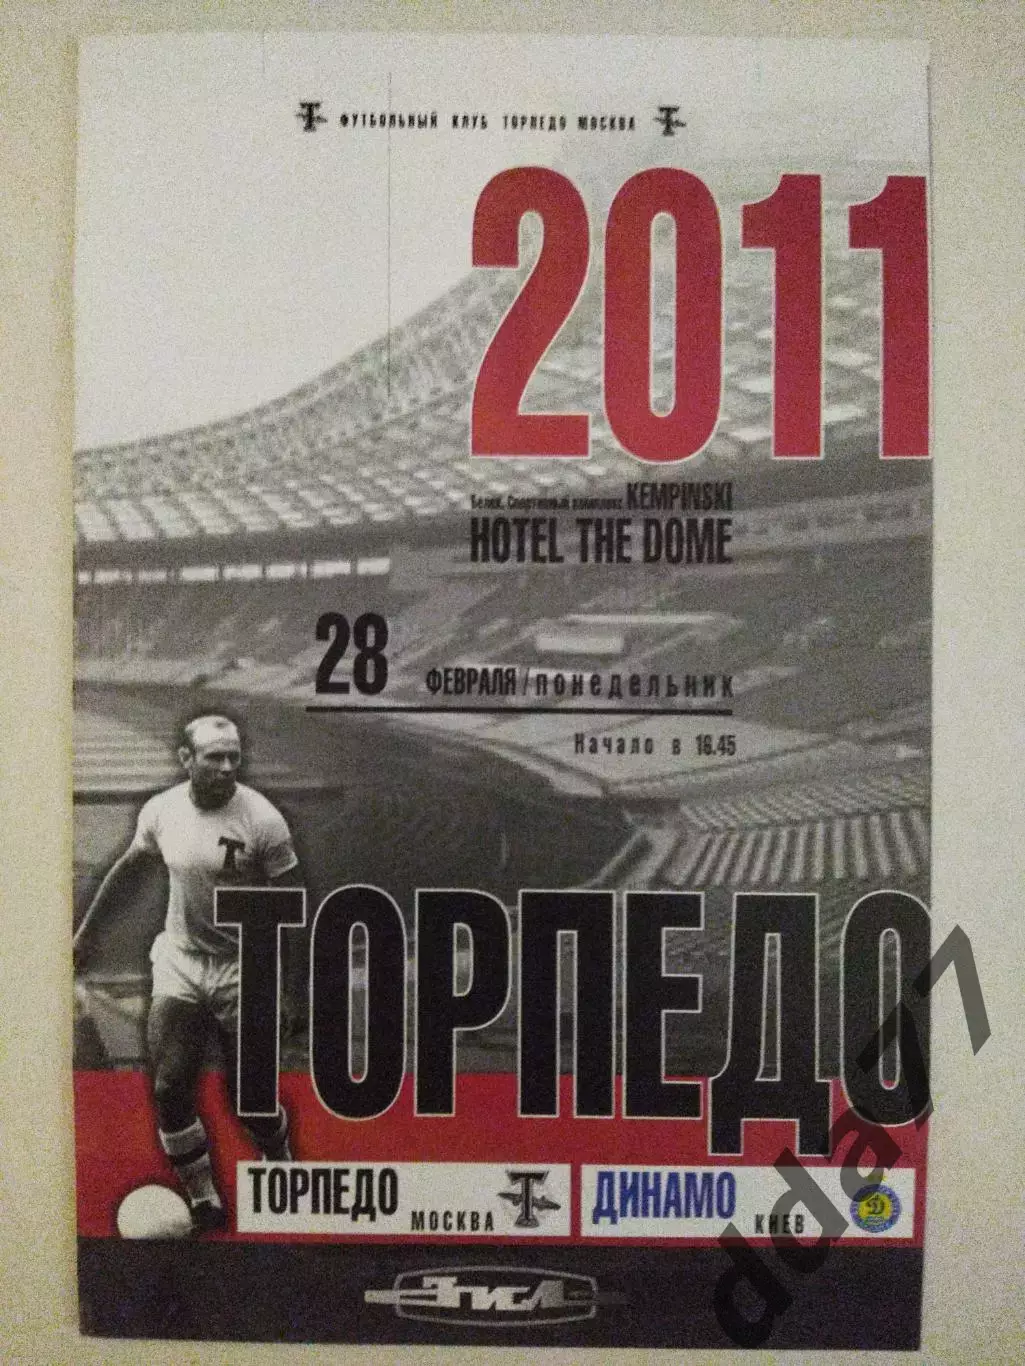 ФУТБОЛЬНЫЙ КЛУБ ТОРПЕДО МОСКВА
2011
Белек. Спортивный комплекс KEMPINSKI
HOTEL THE DOME
28 ФЕВРАЛЯ/понедельник
Начало в 16.45
Т
ТОРПЕДО
ТОРПЕДО МОСКВА
ДИНАМО КИЕВ
Д
ЗИЛ
dda77